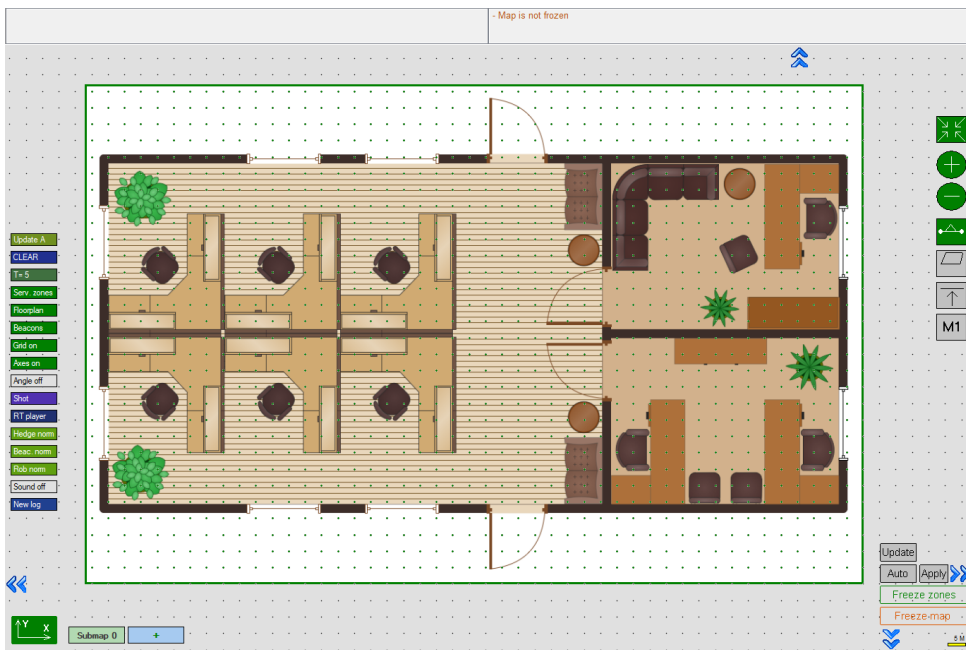 - Map is not frozen
Update A
CLEAR
T= 5
Serv. zones
Floorplan
Beacons
Grid on
Axes on
Angle off
Shot
RT player
Hedge norm
Beac. norm
Rob norm
Sound off
New log
M1
Update
Auto
Apply
Freeze zones
Freeze map
Y
X
Submap 0
+
5 M